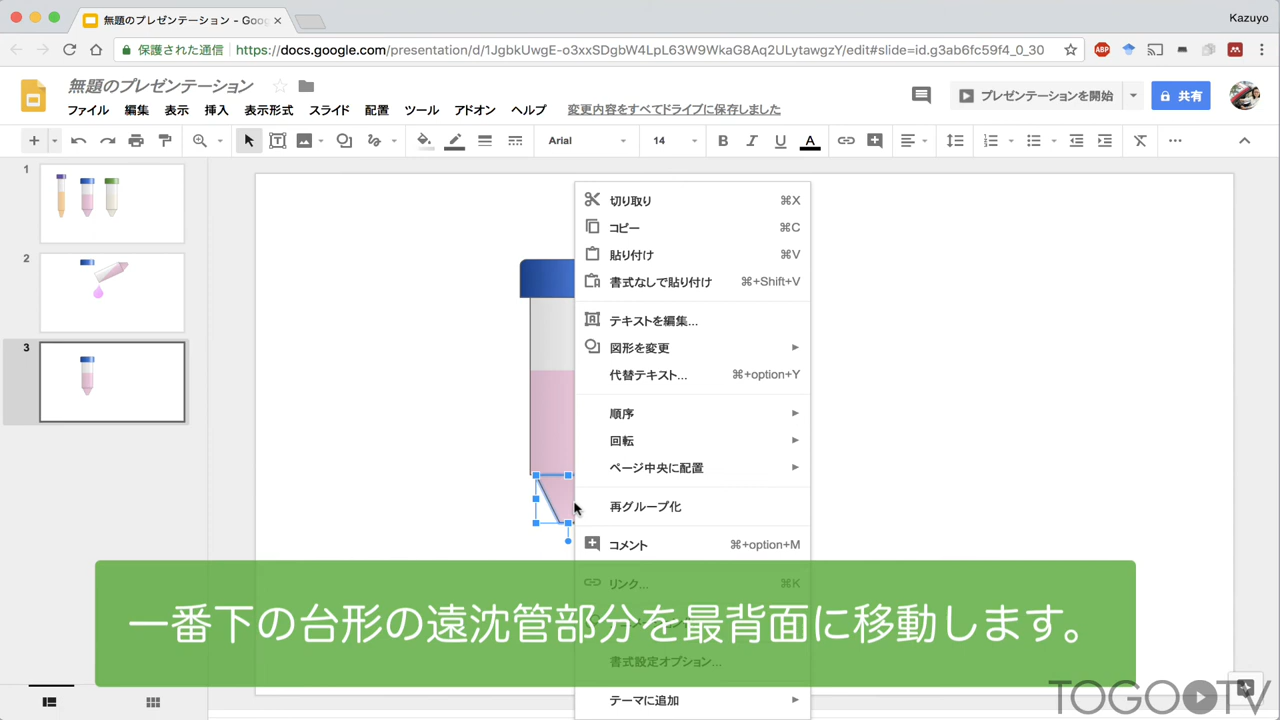 無題のプレゼンテーション - Goog
Kazuyo
保護された通信
https://docs.google.com/presentation/d/1JgbkUwgE-o3xxSDgbW4LpL63W9WkaG8Aq2ULytawgzY/edit#slide=id.g3ab6fc59f4_0_30
ABP
無題のプレゼンテーション
ファイル 編集 表示 挿入 表示形式 スライド 配置 ツール アドオン ヘルプ 変更内容をすべてドライブに保存しました
プレゼンテーションを開始
共有
Arial 14 B I U A
1
2
3
切り取り ⌘X
コピー ⌘C
貼り付け ⌘V
書式なしで貼り付け ⌘+Shift+V
テキストを編集...
図形を変更
代替テキスト... ⌘+option+Y
順序
回転
ページ中央に配置
再グループ化
コメント ⌘+option+M
リンク... ⌘K
一番下の台形の遠沈管部分を最背面に移動します。
書式設定オプション...
テーマに追加
TOGOTV